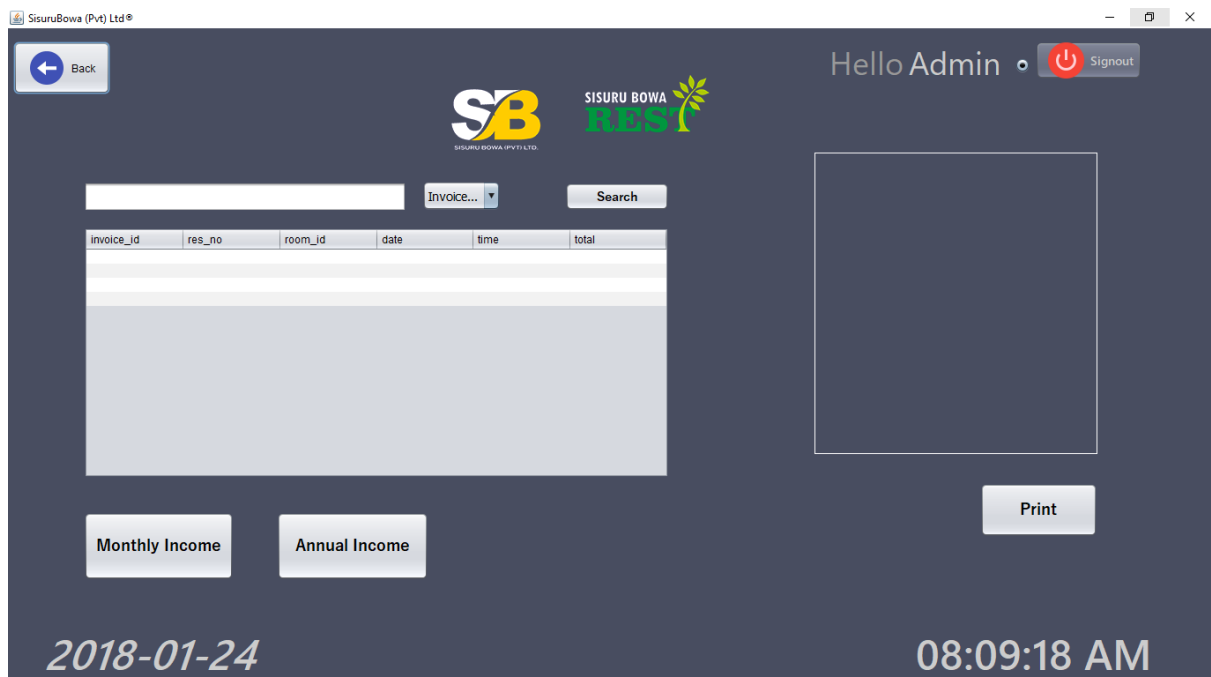 SisuruBowa (Pvt) Ltd®
Back
Hello Admin
Signout
SB
SISURU BOWA (PVT) LTD.
SISURU BOWA
REST
Invoice...
Search
invoice_id res_no room_id date time total
Print
Monthly Income Annual Income
2018-01-24
08:09:18 AM